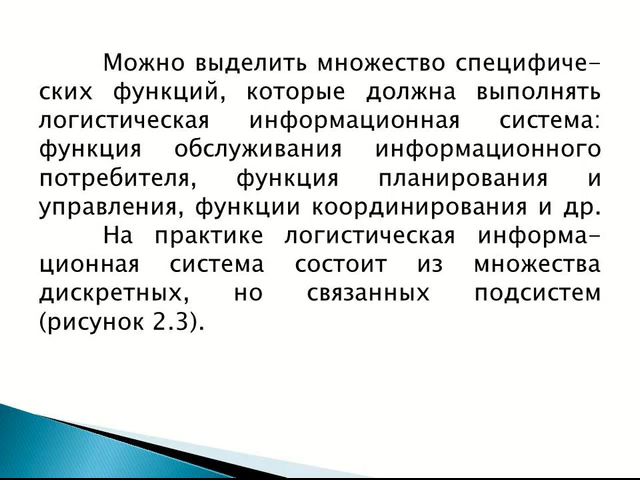 Можно выделить множество специфиче-
ских функций, которые должна выполнять
логистическая информационная система:
функция обслуживания информационного
потребителя, функция планирования и
управления, функции координирования и др.
На практике логистическая информа-
ционная система состоит из множества
дискретных, но связанных подсистем
(рисунок 2.3).